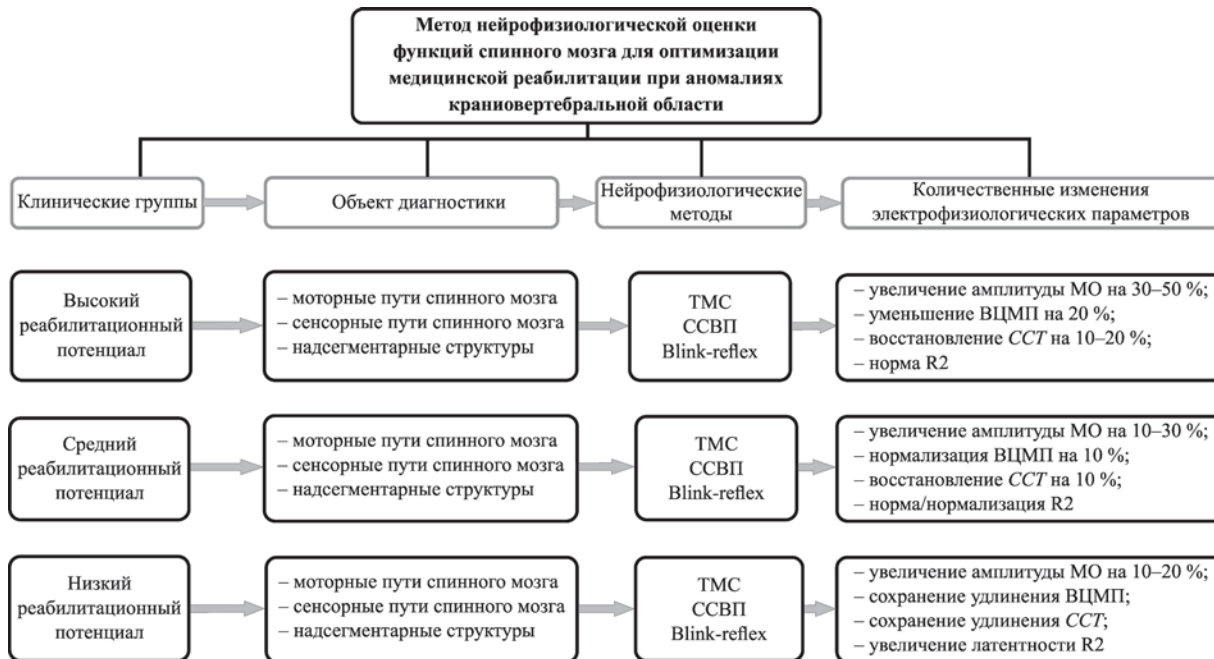 Метод нейрофизиологической оценки
функций спинного мозга для оптимизации
медицинской реабилитации при аномалиях
краниовертебральной области
Клинические группы
Объект диагностики
Нейрофизиологические
методы
Количественные изменения
электрофизиологических параметров
Высокий
реабилитационный
потенциал
– моторные пути спинного мозга
– сенсорные пути спинного мозга
– надсегментарные структуры
ТМС
ССВП
Blink-reflex
– увеличение амплитуды МО на 30–50 %;
– уменьшение ВЦМП на 20 %;
– восстановление CCT на 10–20 %;
– норма R2
Средний
реабилитационный
потенциал
– моторные пути спинного мозга
– сенсорные пути спинного мозга
– надсегментарные структуры
ТМС
ССВП
Blink-reflex
– увеличение амплитуды МО на 10–30 %;
– нормализация ВЦМП на 10 %;
– восстановление CCT на 10 %;
– норма/нормализация R2
Низкий
реабилитационный
потенциал
– моторные пути спинного мозга
– сенсорные пути спинного мозга
– надсегментарные структуры
ТМС
ССВП
Blink-reflex
– увеличение амплитуды МО на 10–20 %;
– сохранение удлинения ВЦМП;
– сохранение удлинения CCT;
– увеличение латентности R2